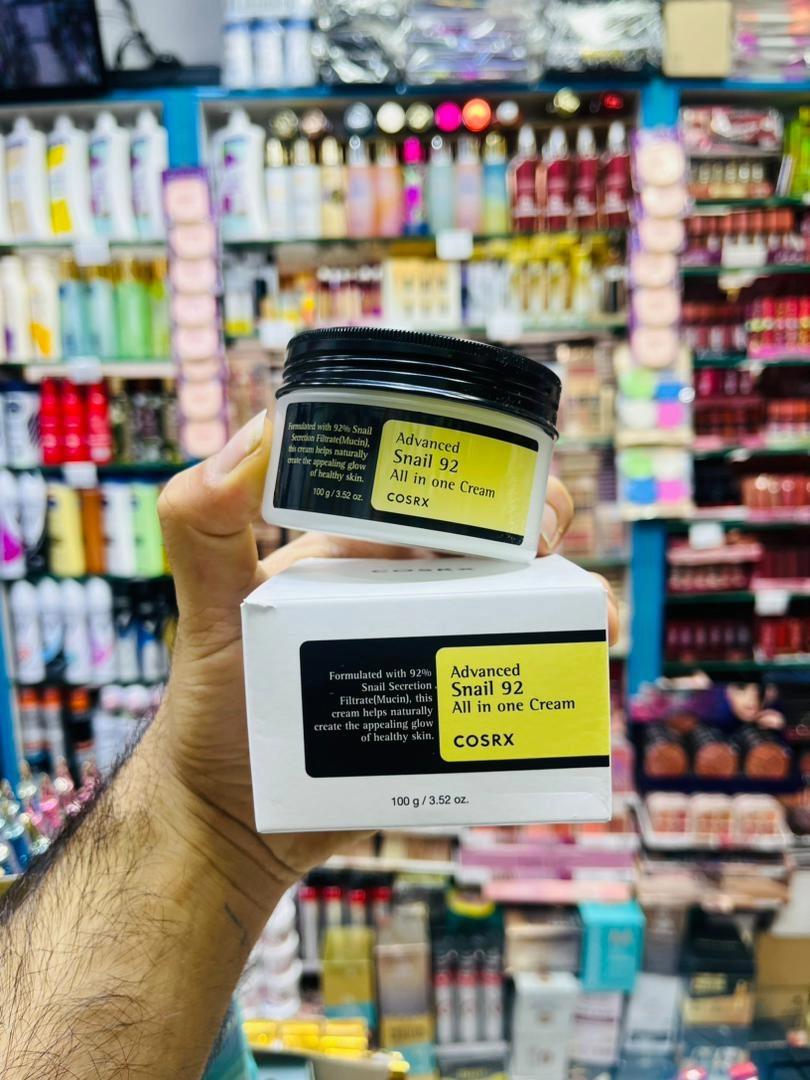 Formulated with 92% Snail
Secretion Filtrate(Mucin),
this cream helps naturally
create the appealing glow
of healthy skin.
100 g / 3.52 oz.
Advanced
Snail 92
All in one Cream
COSRX
COSRX
Formulated with 92%
Snail Secretion
Filtrate(Mucin), this
cream helps naturally
create the appealing glow
of healthy skin.
Advanced
Snail 92
All in one Cream
COSRX
100 g / 3.52 oz.